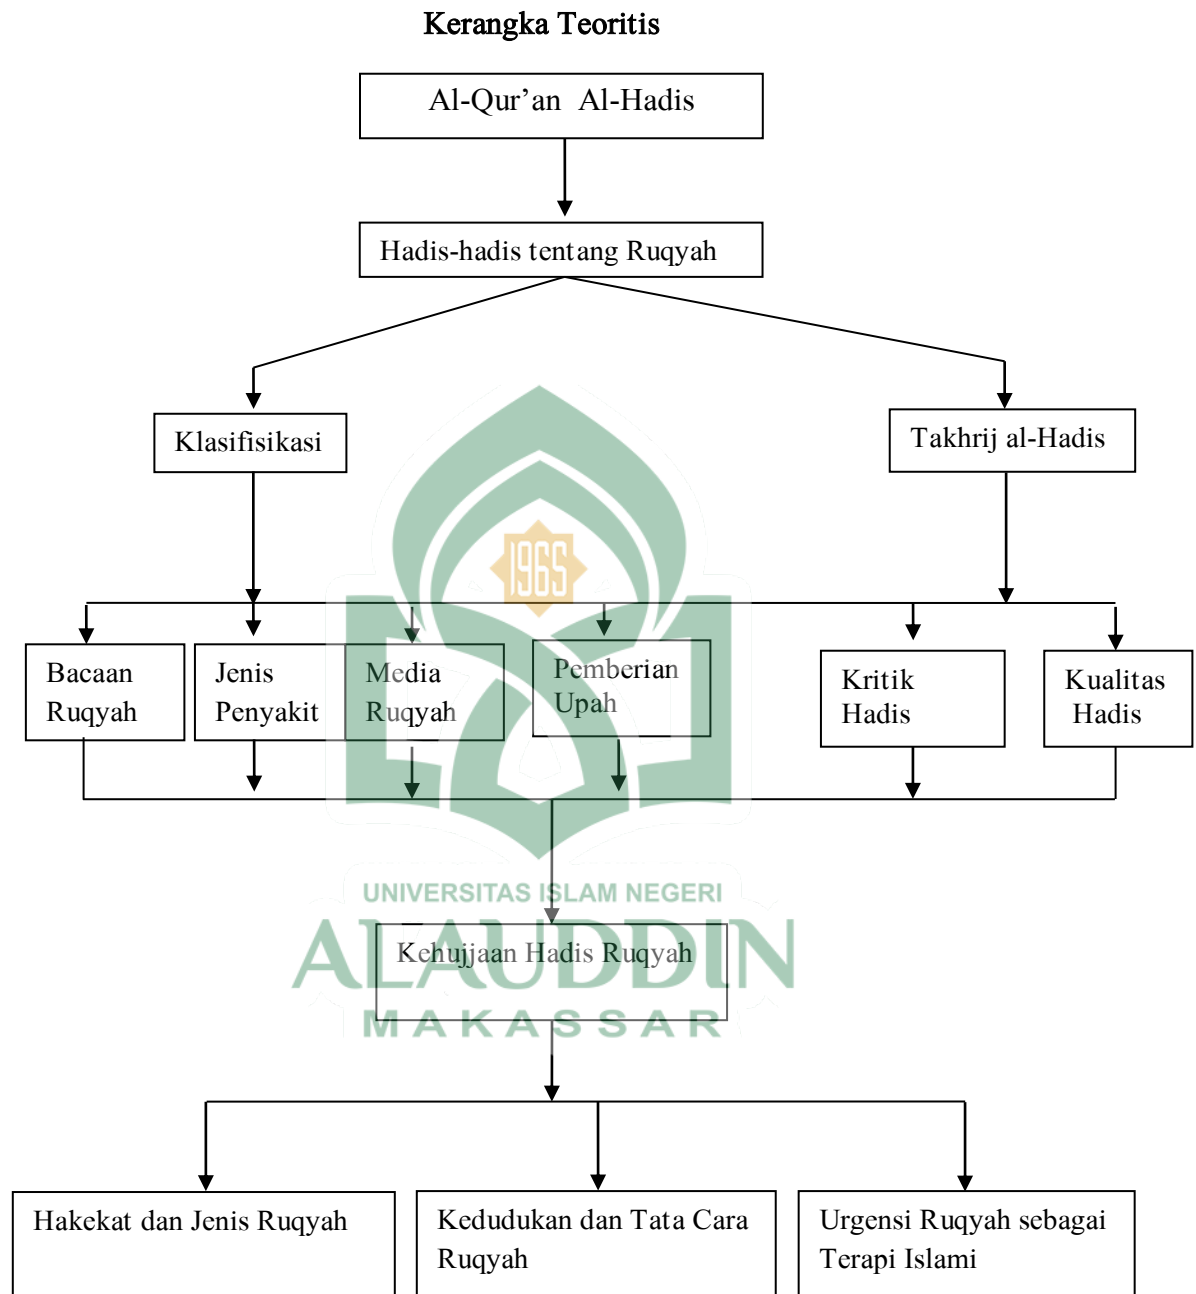 Kerangka Teoritis
Al-Qur’an Al-Hadis
Hadis-hadis tentang Ruqyah
Klasifisikasi
Takhrij al-Hadis
1965
Bacaan
Ruqyah
Jenis
Penyakit
Media
Ruqyah
Pemberian
Upah
Kritik
Hadis
Kualitas
Hadis
UNIVERSITAS ISLAM NEGERI
ALAUDDIN
Kehujjaan Hadis Ruqyah
MAKASSAR
Hakekat dan Jenis Ruqyah
Kedudukan dan Tata Cara
Ruqyah
Urgensi Ruqyah sebagai
Terapi Islami